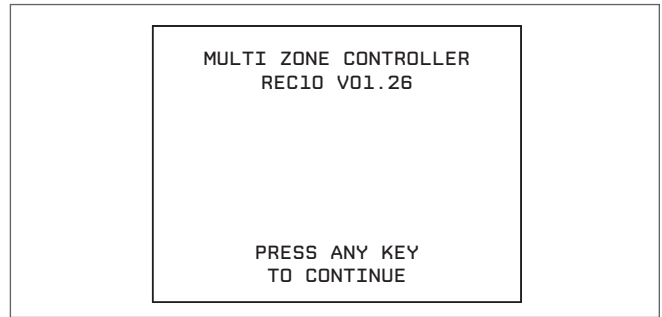 MULTI ZONE CONTROLLER
REC10 V01.26
PRESS ANY KEY
TO CONTINUE